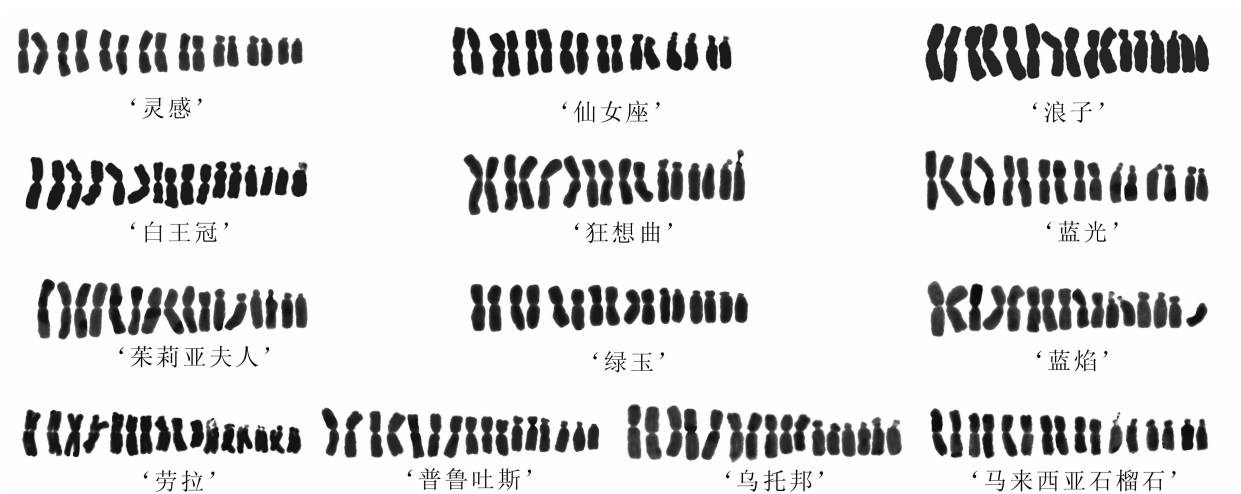 ‘灵感’
‘仙女座’
‘浪子’
‘白王冠’
‘狂想曲’
‘蓝光’
‘茱莉亚夫人’
‘绿玉’
‘蓝焰’
‘劳拉’
‘普鲁吐斯’
‘乌托邦’
‘马来西亚石榴石’